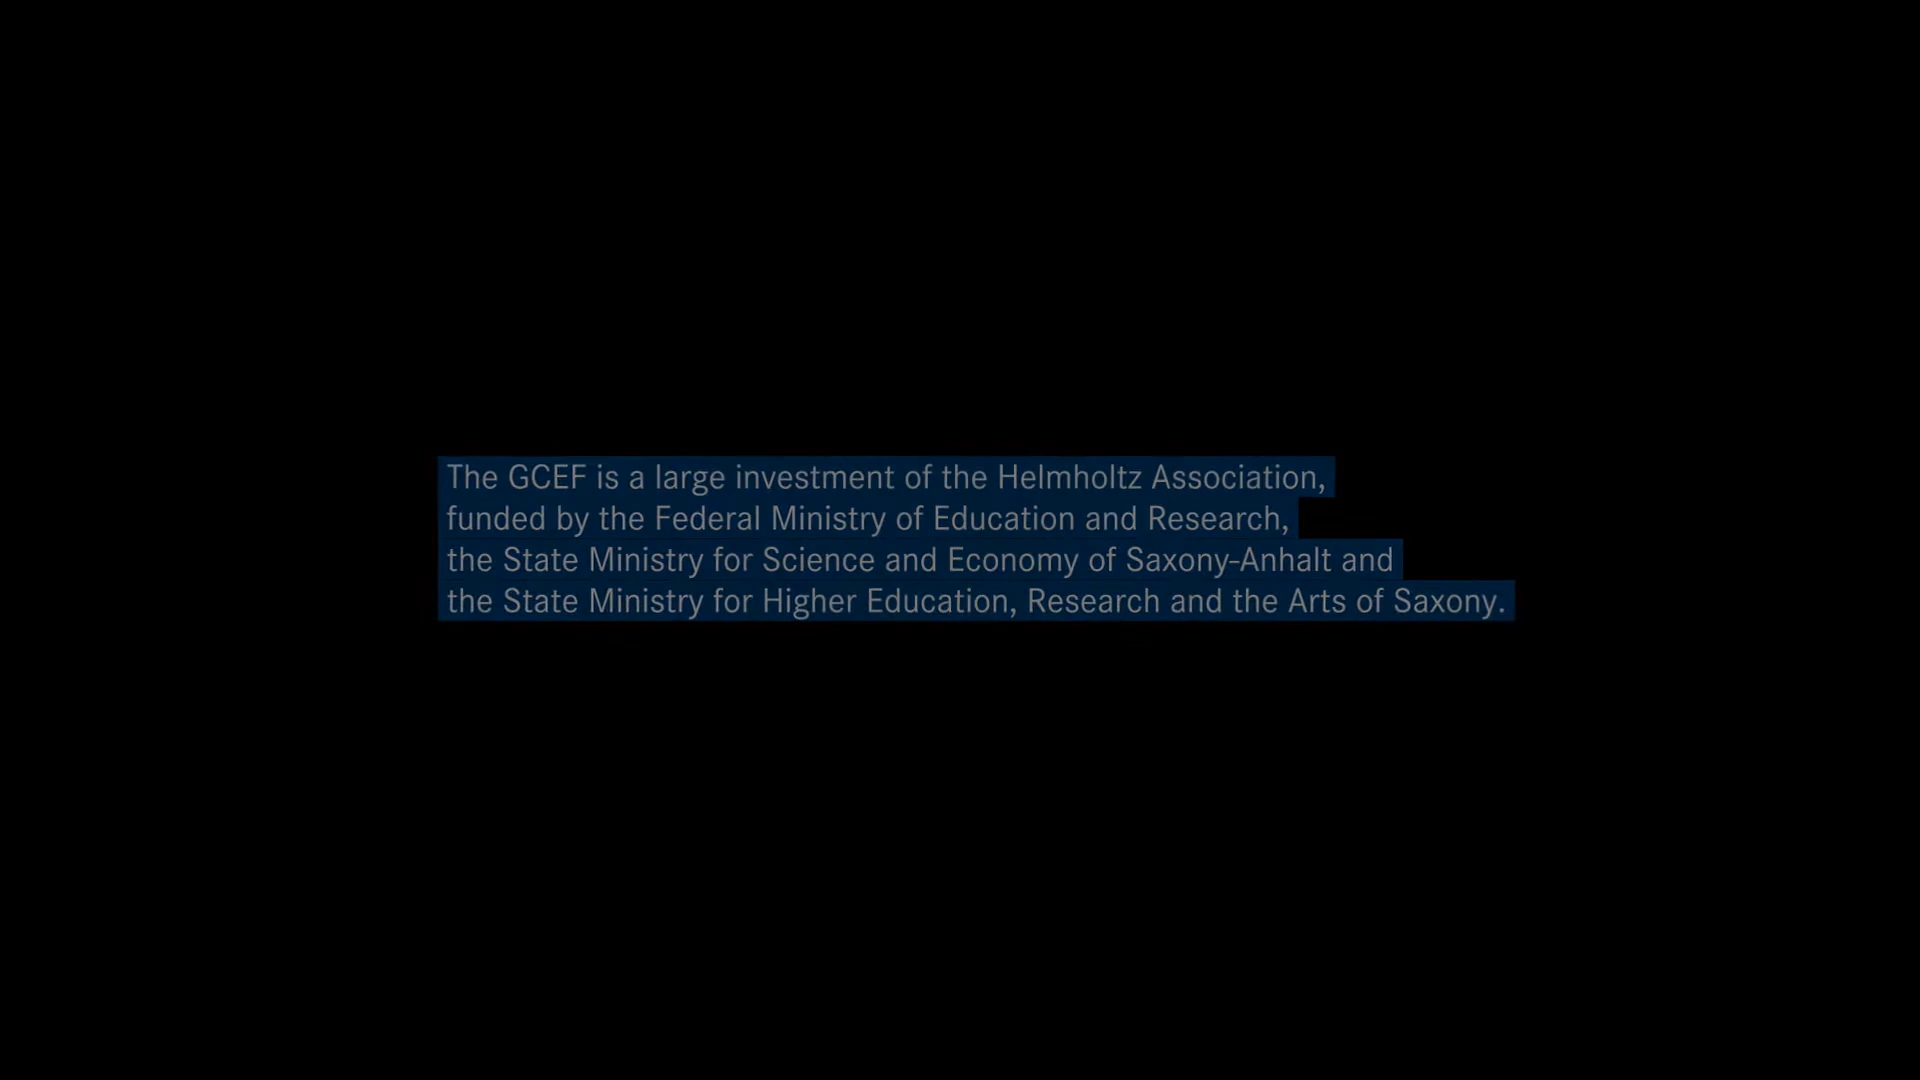 The GCEF is a large investment of the Helmholtz Association,
funded by the Federal Ministry of Education and Research,
the State Ministry for Science and Economy of Saxony-Anhalt and
the State Ministry for Higher Education, Research and the Arts of Saxony.